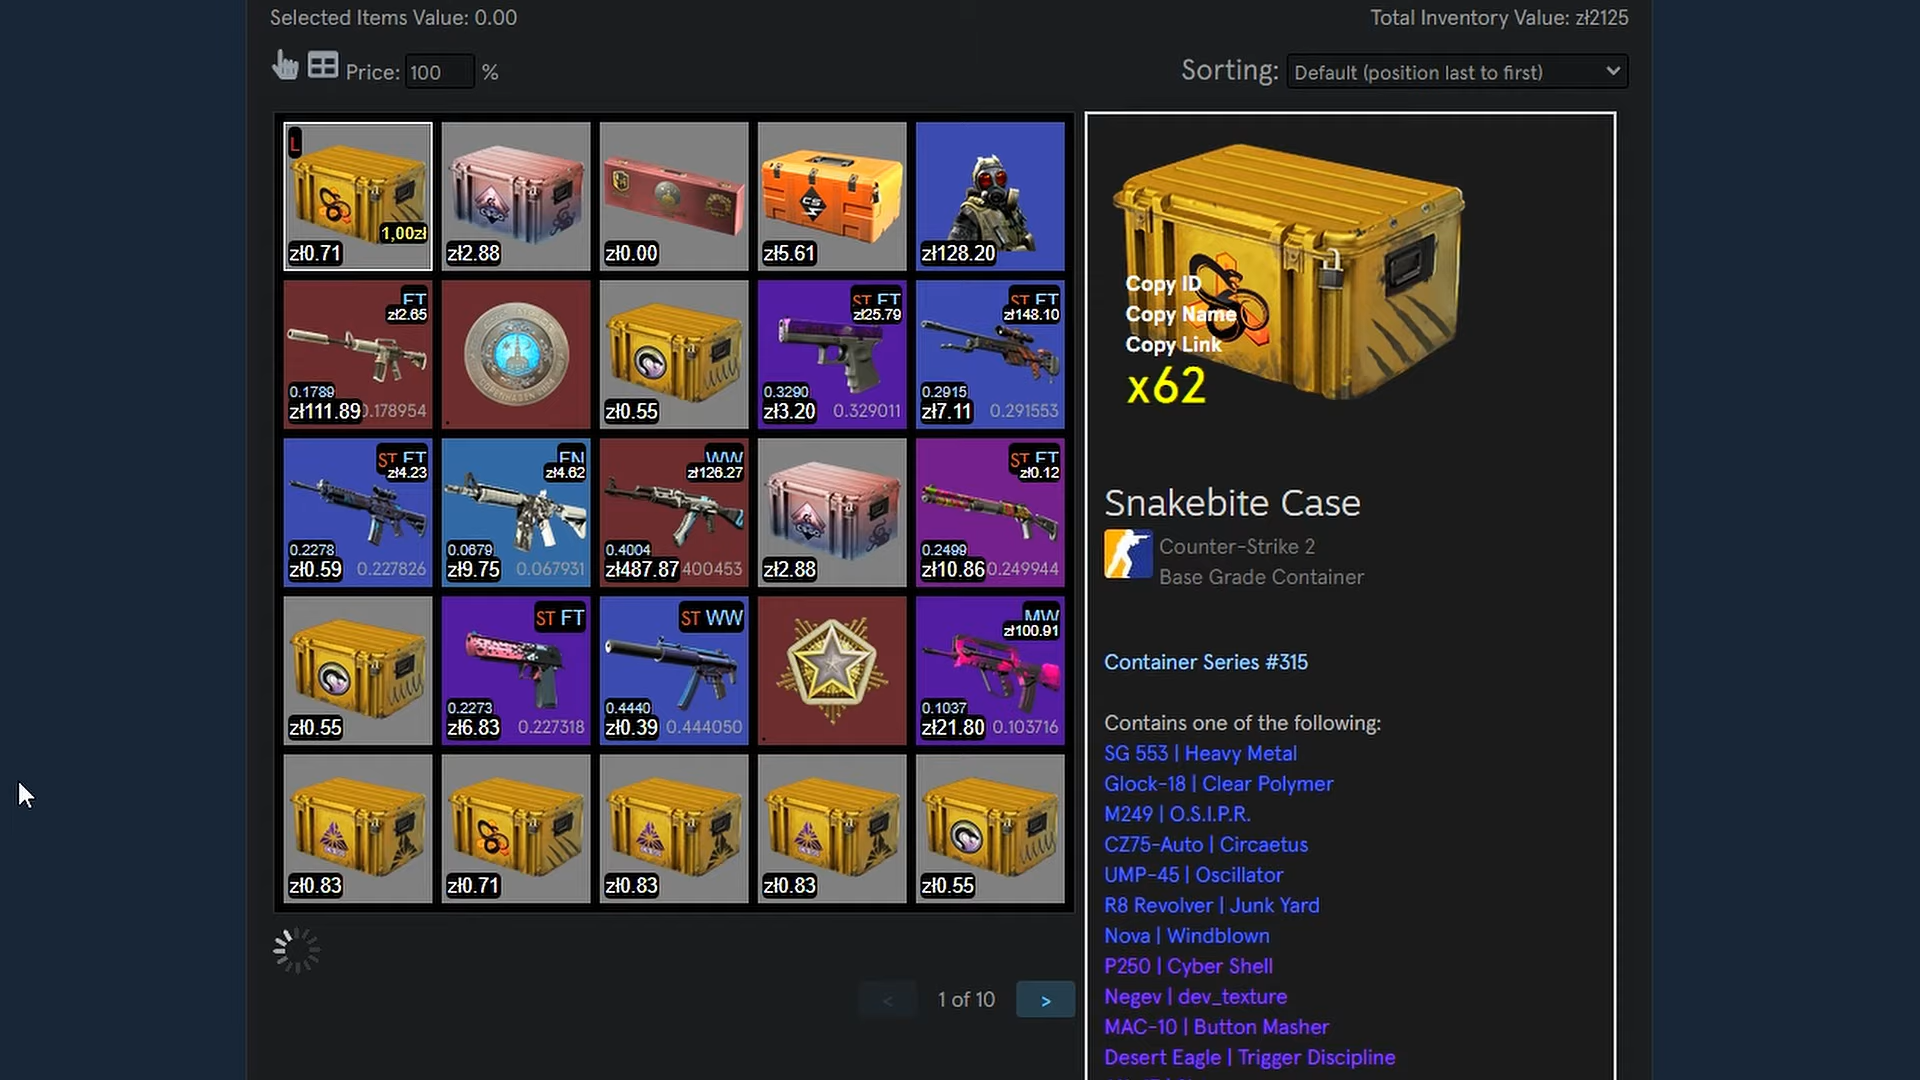 Selected Items Value: 0.00
Total Inventory Value: zł2125
Price: 100 %
Sorting: Default (position last to first)
L
1,00zł
zł0.71
zł2.88
zł0.00
CS
zł5.61
zł128.20
FT
zł2.65
0.1789
zł111.89 0.178954
zł0.55
ST FT
zł25.79
0.3290
zł3.20 0.329011
ST FT
zł148.10
0.2915
zł7.11 0.291553
ST FT
zł4.23
0.2278
zł0.59 0.227826
FN
zł4.62
0.0679
zł9.75 0.067931
WW
zł126.27
0.4004
zł487.87 400453
zł2.88
ST FT
zł0.12
0.2499
zł10.86 0.249944
zł0.55
ST FT
0.2273
zł6.83 0.227318
ST WW
0.4440
zł0.39 0.444050
MW
zł100.91
0.1037
zł21.80 0.103716
zł0.83
zł0.71
zł0.83
zł0.83
zł0.55
< 1 of 10 >
Copy ID
Copy Name
Copy Link
x62
Snakebite Case
Counter-Strike 2
Base Grade Container
Container Series #315
Contains one of the following:
SG 553 | Heavy Metal
Glock-18 | Clear Polymer
M249 | O.S.I.P.R.
CZ75-Auto | Circaetus
UMP-45 | Oscillator
R8 Revolver | Junk Yard
Nova | Windblown
P250 | Cyber Shell
Negev | dev_texture
MAC-10 | Button Masher
Desert Eagle | Trigger Discipline